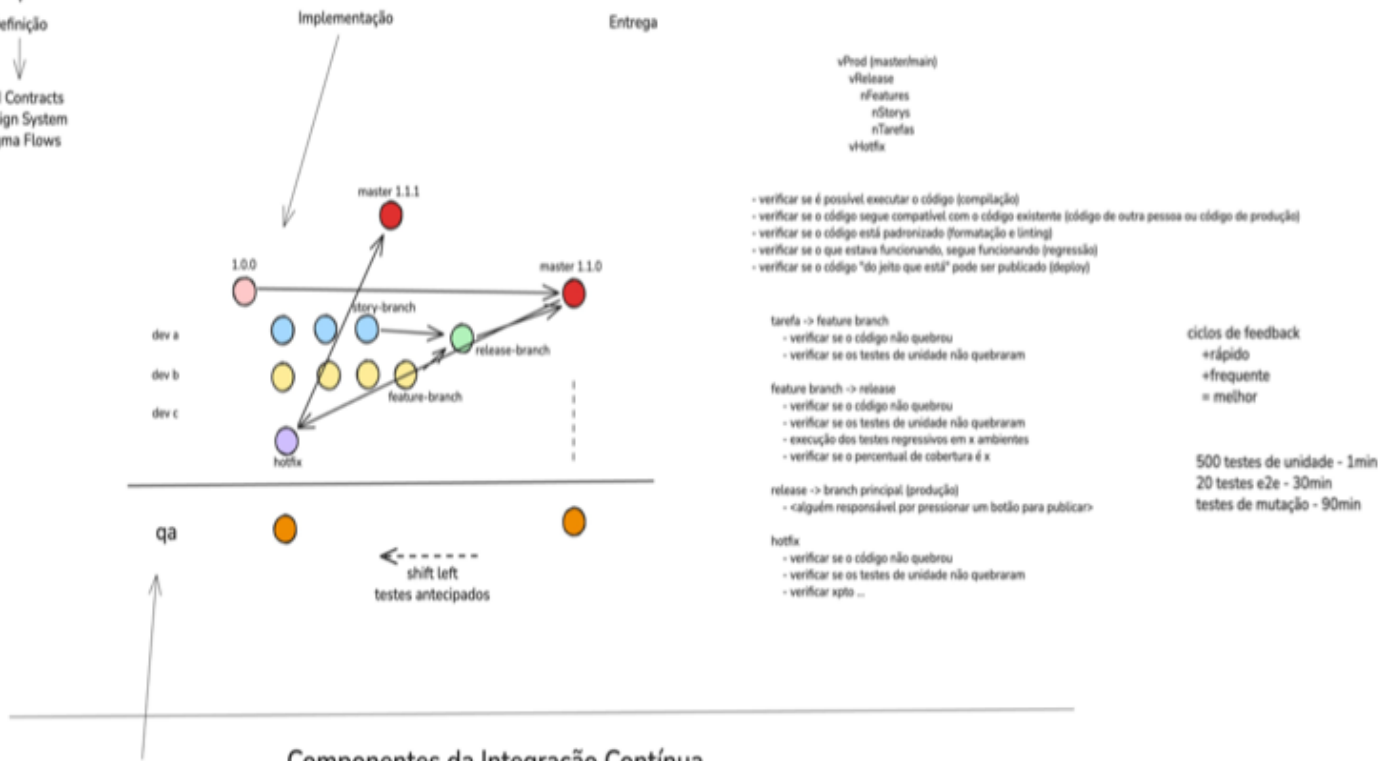 efinição
Contracts
ign System
ma Flows
Implementação
Entrega
master 1.1.1
1.0.0
master 1.1.0
story-branch
dev a
release-branch
dev b
feature-branch
dev c
hotfix
qa
shift left
testes antecipados
vProd (master/main)
vRelease
nFeatures
nStorys
nTarefas
vHotfix
- verificar se é possível executar o código (compilação)
- verificar se o código segue compatível com o código existente (código de outra pessoa ou código de produção)
- verificar se o código está padronizado (formatação e linting)
- verificar se o que estava funcionando, segue funcionando (regressão)
- verificar se o código "do jeito que está" pode ser publicado (deploy)
tarefa -> feature branch
- verificar se o código não quebrou
- verificar se os testes de unidade não quebraram
feature branch -> release
- verificar se o código não quebrou
- verificar se os testes de unidade não quebraram
- execução dos testes regressivos em x ambientes
- verificar se o percentual de cobertura é x
release -> branch principal (produção)
- <alguém responsável por pressionar um botão para publicar>
hotfix
- verificar se o código não quebrou
- verificar se os testes de unidade não quebraram
- verificar xpto ...
ciclos de feedback
+rápido
+frequente
= melhor
500 testes de unidade - 1min
20 testes e2e - 30min
testes de mutação - 90min
Componentes da Integração Contínua